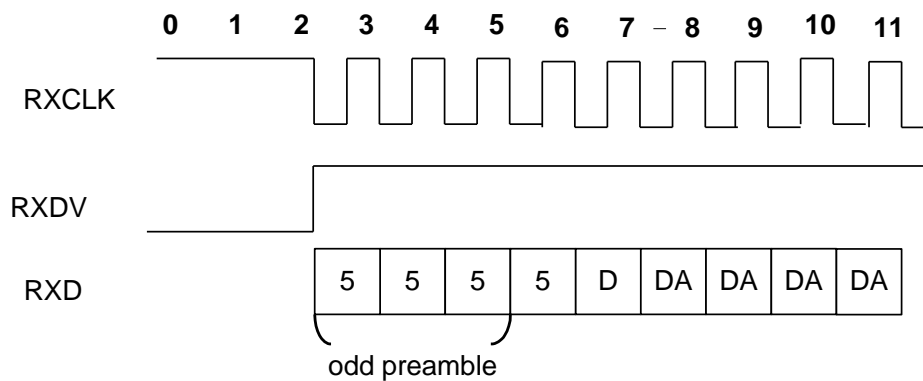 0 1 2 3 4 5 6 7 – 8 9 10 11
RXCLK
RXDV
RXD 5 5 5 5 D DA DA DA DA
odd preamble